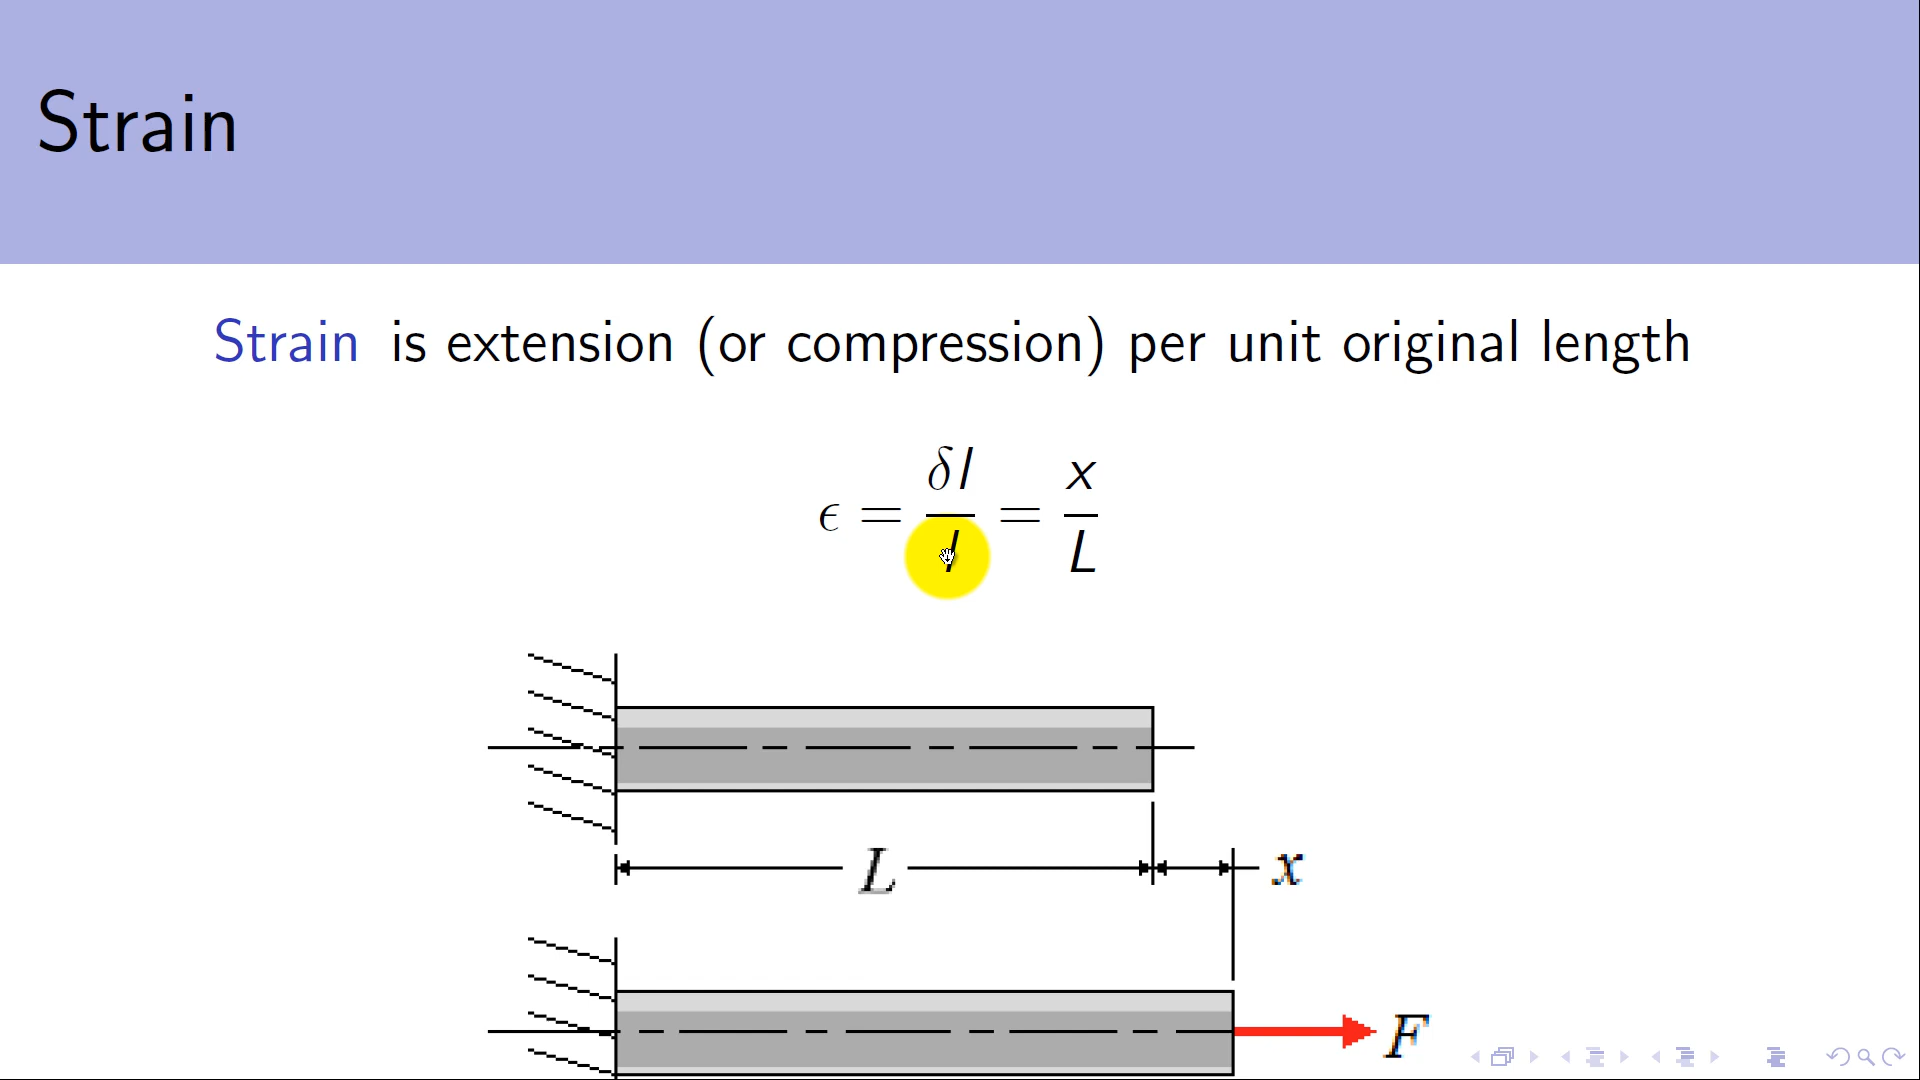 Strain
Strain is extension (or compression) per unit original length
ϵ = δl/l = x/L
L
x
F